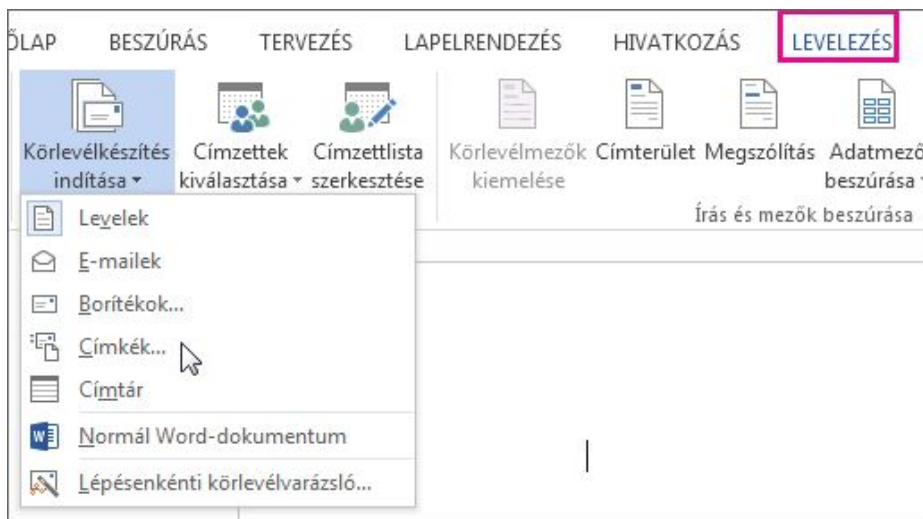 ŐLAP BESZÚRÁS TERVEZÉS LAPELRENDEZÉS HIVATKOZÁS LEVELEZÉS
Körlevélkészítés indítása
Címzettek kiválasztása
Címzettlista szerkesztése
Körlevélmezők kiemelése
Címterület
Megszólítás
Adatmező beszúrása
Írás és mezők beszúrása
Levelek
E-mailek
Borítékok...
Címkék...
Címtár
Normál Word-dokumentum
Lépésenkénti körlevélvarázsló...